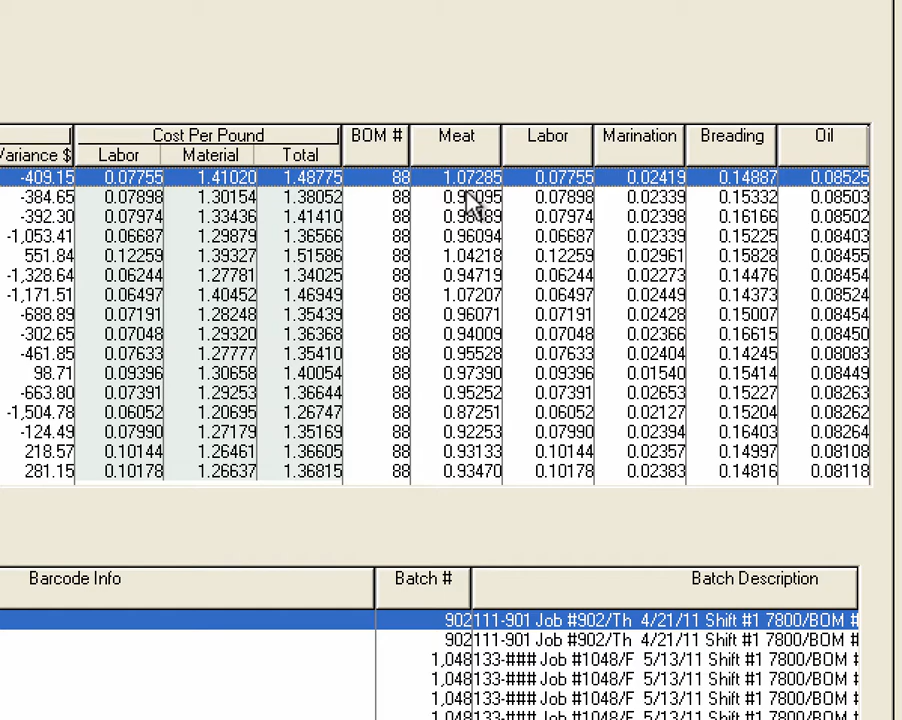 Cost Per Pound BOM # Meat Labor Marination Breading Oil
Variance $ Labor Material Total
-409.15 0.07755 1.41020 1.48775 88 1.07285 0.07755 0.02419 0.14887 0.08525
-384.65 0.07898 1.30154 1.38052 88 0.07898 0.02339 0.15332 0.08503
-392.30 0.07974 1.33436 1.41410 88 0.07974 0.02398 0.16166 0.08502
-1,053.41 0.06687 1.29879 1.36566 88 0.96094 0.06687 0.02339 0.15225 0.08403
551.84 0.12259 1.39327 1.51586 88 1.04218 0.12259 0.02961 0.15828 0.08455
-1,328.64 0.06244 1.27781 1.34025 88 0.94719 0.06244 0.02273 0.14476 0.08454
-1,171.51 0.06497 1.40452 1.46949 88 1.07207 0.06497 0.02449 0.14373 0.08524
-688.89 0.07191 1.28248 1.35439 88 0.96071 0.07191 0.02428 0.15007 0.08454
-302.65 0.07048 1.29320 1.36368 88 0.94009 0.07048 0.02366 0.16615 0.08450
-461.85 0.07633 1.27777 1.35410 88 0.95528 0.07633 0.02404 0.14245 0.08083
98.71 0.09396 1.30658 1.40054 88 0.97390 0.09396 0.01540 0.15414 0.08449
-663.80 0.07391 1.29253 1.36644 88 0.95252 0.07391 0.02653 0.15227 0.08263
-1,504.78 0.06052 1.20695 1.26747 88 0.87251 0.06052 0.02127 0.15204 0.08262
-124.49 0.07990 1.27179 1.35169 88 0.92253 0.07990 0.02394 0.16403 0.08264
218.57 0.10144 1.26461 1.36605 88 0.93133 0.10144 0.02357 0.14997 0.08108
281.15 0.10178 1.26637 1.36815 88 0.93470 0.10178 0.02383 0.14816 0.08118
Barcode Info Batch # Batch Description
902 111-901 Job #902/Th 4/21/11 Shift #1 7800/BOM #
902 111-901 Job #902/Th 4/21/11 Shift #1 7800/BOM #
1,048 133-### Job #1048/F 5/13/11 Shift #1 7800/BOM #
1,048 133-### Job #1048/F 5/13/11 Shift #1 7800/BOM #
1,048 133-### Job #1048/F 5/13/11 Shift #1 7800/BOM #
1,048 133-### Job #1048/F 5/13/11 Shift #1 7800/BOM #